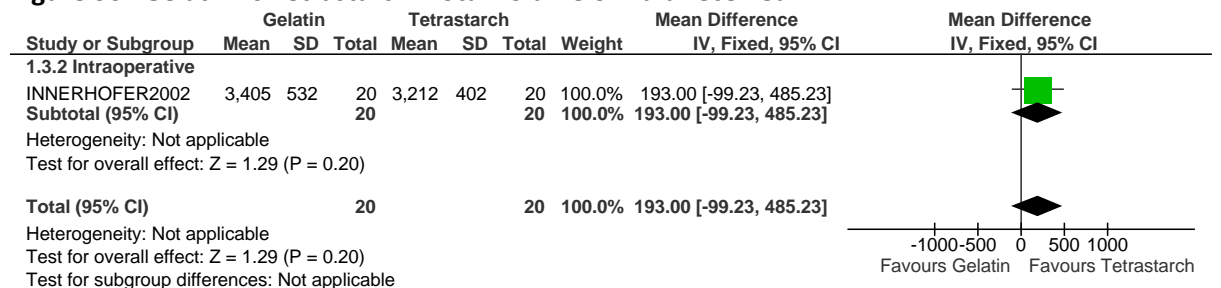 Gelatin Tetrastarch Mean Difference Mean Difference
Study or Subgroup Mean SD Total Mean SD Total Weight IV, Fixed, 95% CI IV, Fixed, 95% CI
1.3.2 Intraoperative
INNERHOFER2002 3,405 532 20 3,212 402 20 100.0% 193.00 [-99.23, 485.23]
Subtotal (95% CI) 20 20 100.0% 193.00 [-99.23, 485.23]
Heterogeneity: Not applicable
Test for overall effect: Z = 1.29 (P = 0.20)
Total (95% CI) 20 20 100.0% 193.00 [-99.23, 485.23]
Heterogeneity: Not applicable
Test for overall effect: Z = 1.29 (P = 0.20)
Test for subgroup differences: Not applicable
-1000 -500 0 500 1000
Favours Gelatin Favours Tetrastarch